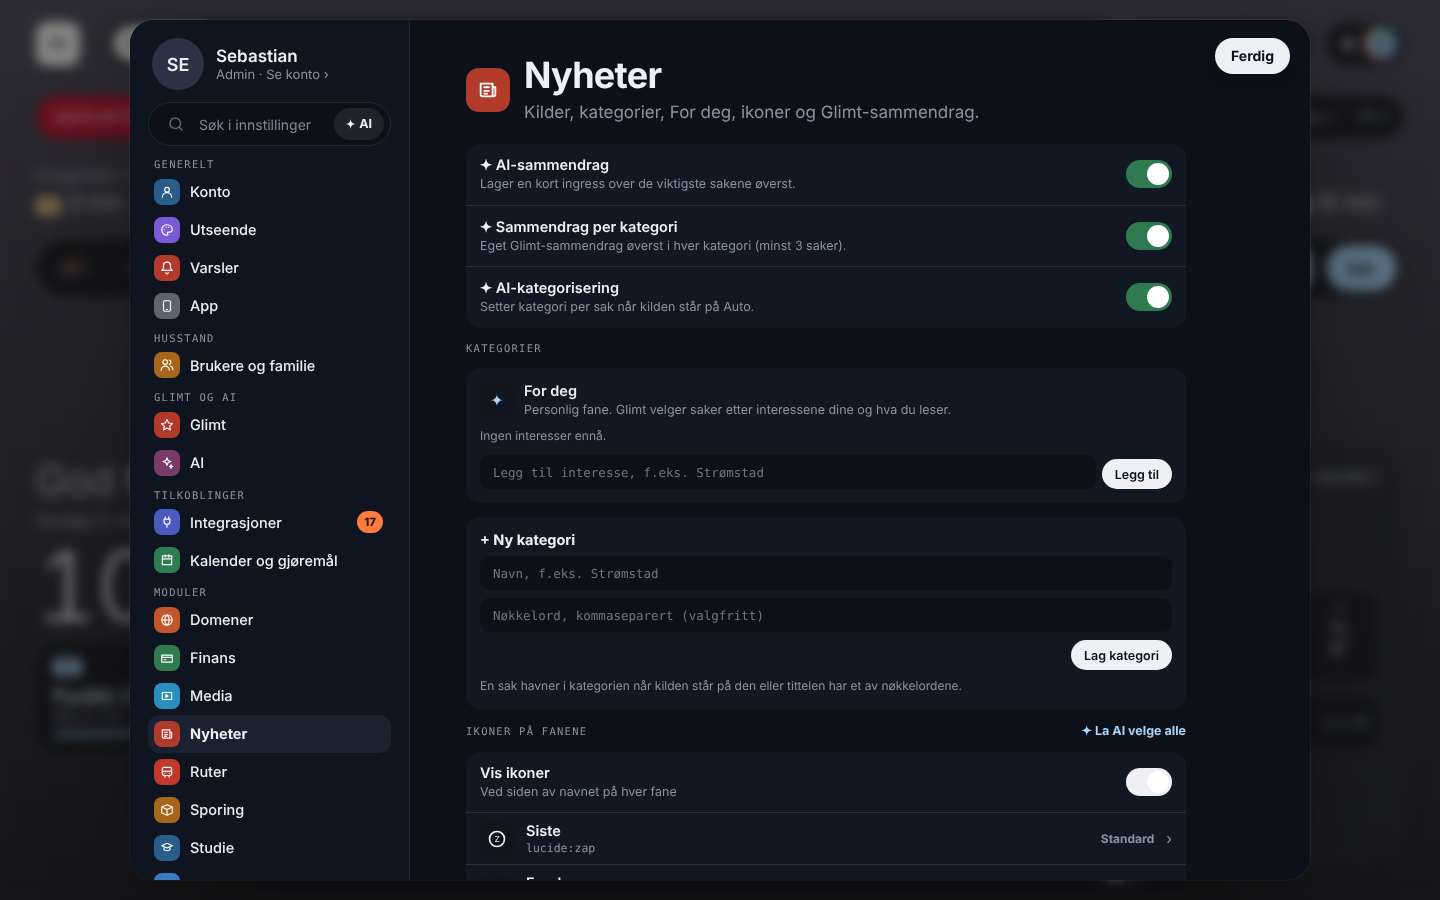 SE
Sebastian
Admin · Se konto ›
Søk i innstillinger
✦ AI
GENERELT
Konto
Utseende
Varsler
App
HUSSTAND
Brukere og familie
GLIMT OG AI
Glimt
AI
TILKOBLINGER
Integrasjoner
17
Kalender og gjøremål
MODULER
Domener
Finans
Media
Nyheter
Ruter
Sporing
Studie
Ferdig
Nyheter
Kilder, kategorier, For deg, ikoner og Glimt-sammendrag.
✦ AI-sammendrag
Lager en kort ingress over de viktigste sakene øverst.
✦ Sammendrag per kategori
Eget Glimt-sammendrag øverst i hver kategori (minst 3 saker).
✦ AI-kategorisering
Setter kategori per sak når kilden står på Auto.
KATEGORIER
For deg
Personlig fane. Glimt velger saker etter interessene dine og hva du leser.
Ingen interesser ennå.
Legg til interesse, f.eks. Strømstad
Legg til
+ Ny kategori
Navn, f.eks. Strømstad
Nøkkelord, kommaseparert (valgfritt)
Lag kategori
En sak havner i kategorien når kilden står på den eller tittelen har et av nøkkelordene.
IKONER PÅ FANENE
✦ La AI velge alle
Vis ikoner
Ved siden av navnet på hver fane
Siste
lucide:zap
Standard ›